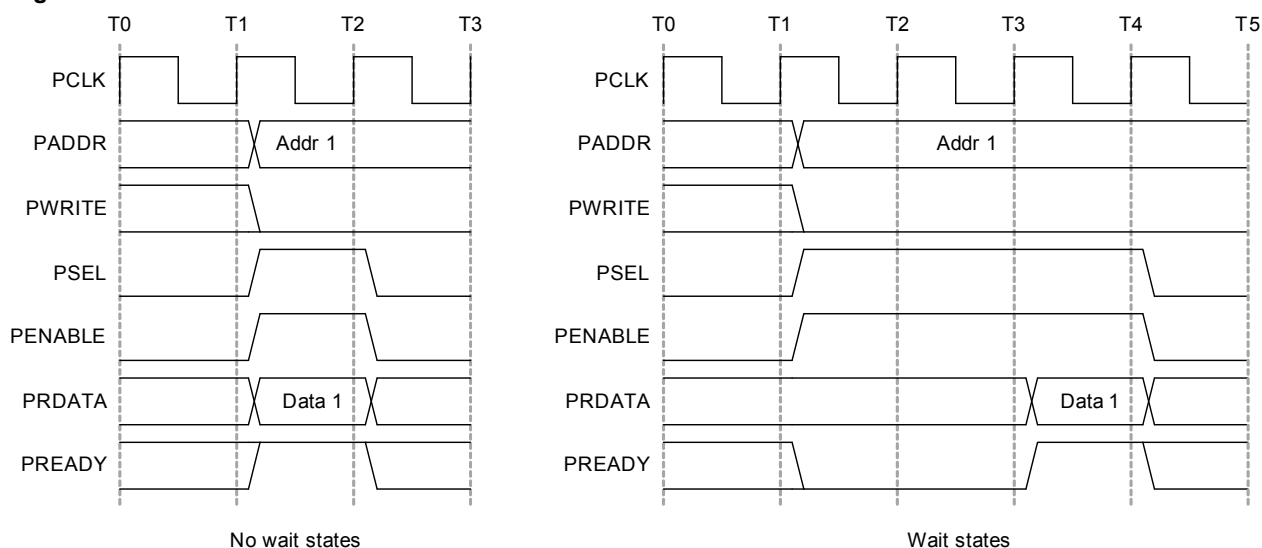 T0 T1 T2 T3 T0 T1 T2 T3 T4 T5
PCLK PCLK
PADDR Addr 1 PADDR Addr 1
PWRITE PWRITE
PSEL PSEL
PENABLE PENABLE
PRDATA Data 1 PRDATA Data 1
PREADY PREADY
No wait states Wait states